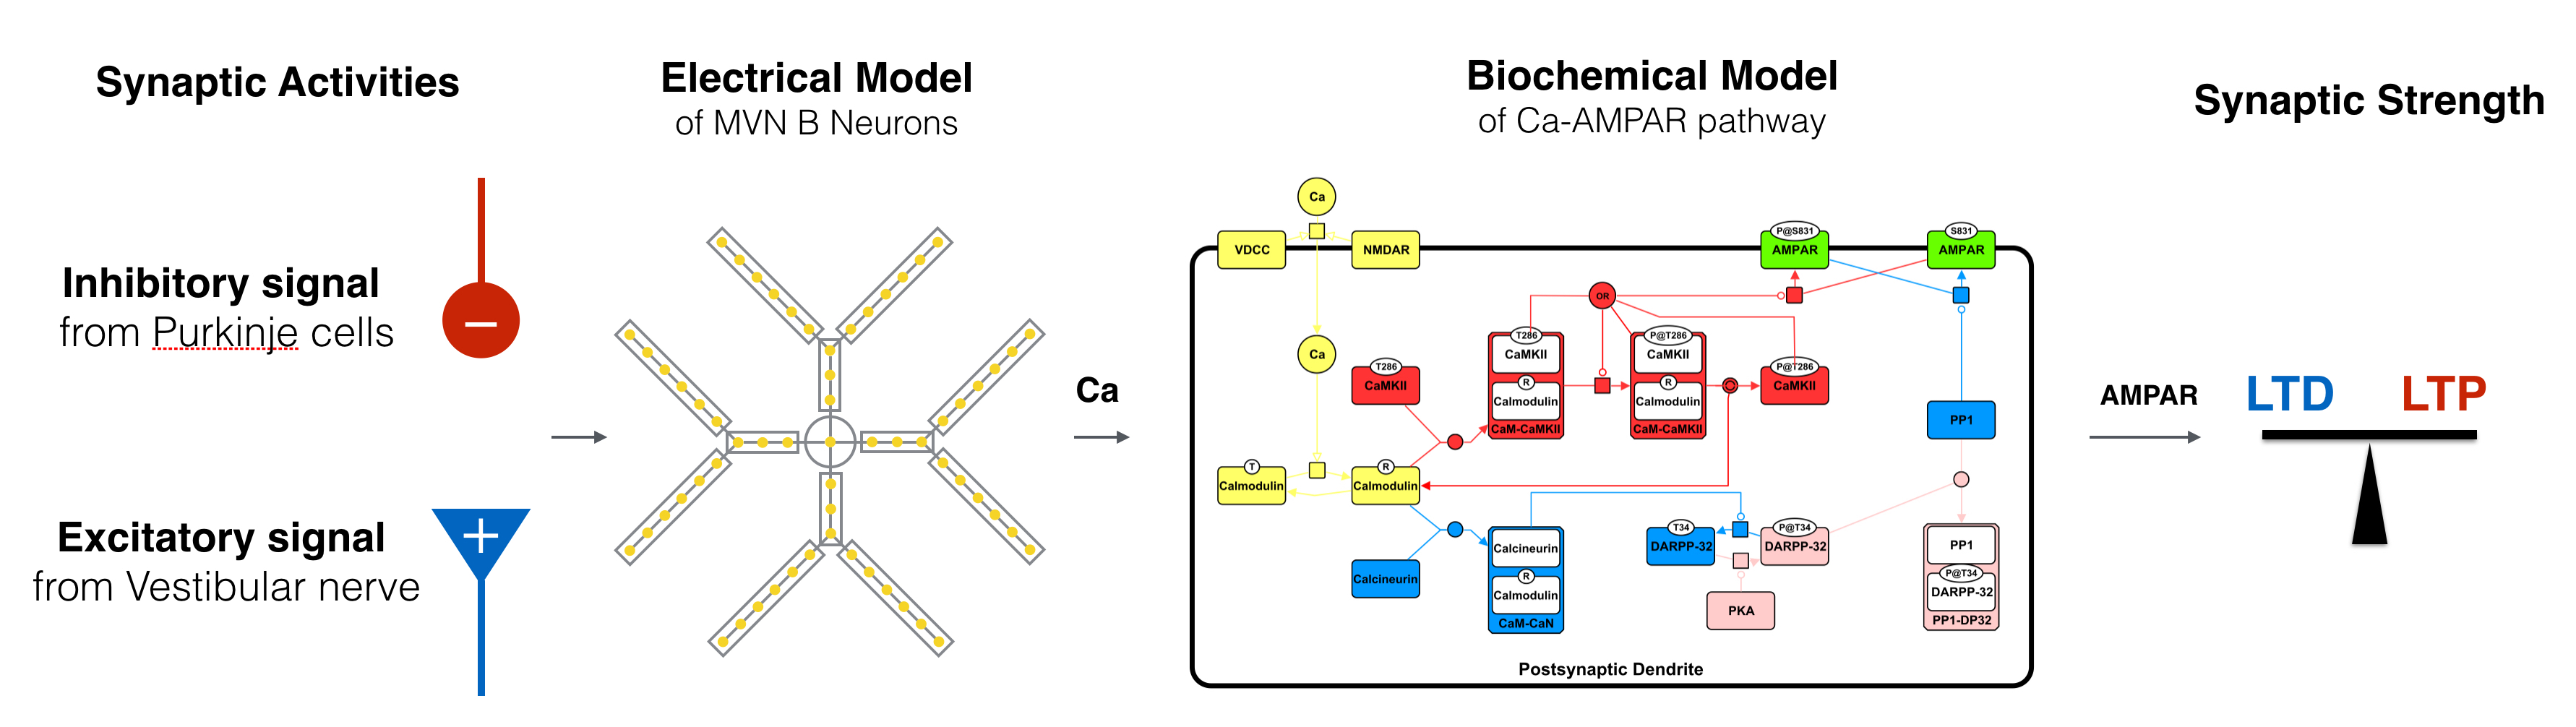 Synaptic Activities
Inhibitory signal
from Purkinje cells
−
Excitatory signal
from Vestibular nerve
+
Electrical Model
of MVN B Neurons
Ca
Biochemical Model
of Ca-AMPAR pathway
Ca
VDCC
NMDAR
P@S831
AMPAR
S831
AMPAR
OR
Ca
T286
CaMKII
T286
CaMKII
R
Calmodulin
CaM-CaMKII
P@T286
CaMKII
R
Calmodulin
CaM-CaMKII
P@T286
CaMKII
PP1
T
Calmodulin
R
Calmodulin
Calcineurin
Calcineurin
R
Calmodulin
CaM-CaN
T34
DARPP-32
P@T34
DARPP-32
PKA
PP1
P@T34
DARPP-32
PP1-DP32
Postsynaptic Dendrite
Synaptic Strength
AMPAR
LTD LTP